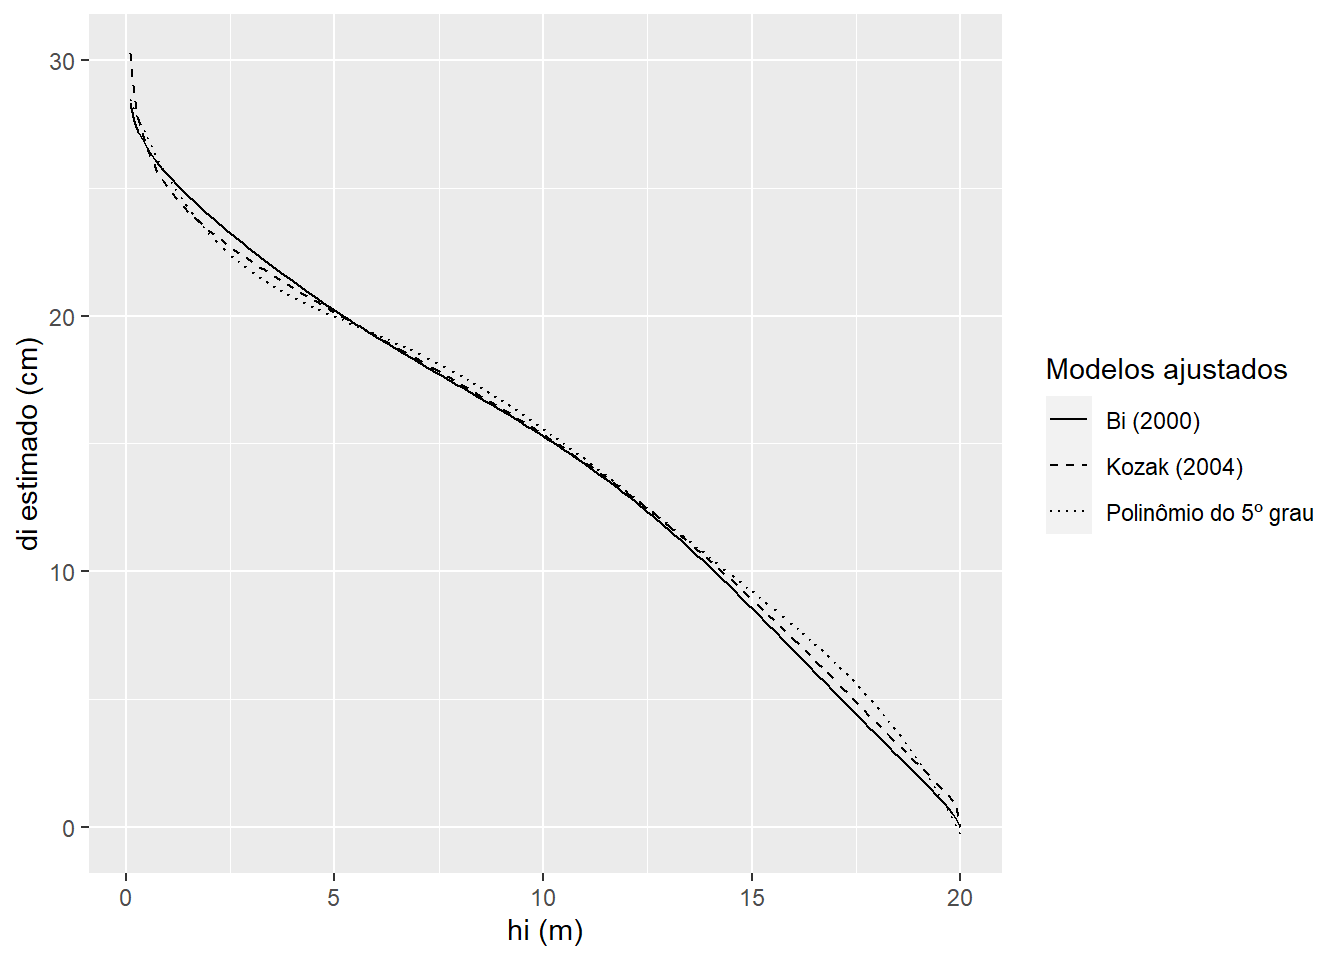 30
20
10
0
0
5
10
15
20
hi (m)
di estimado (cm)
Modelos ajustados
Bi (2000)
Kozak (2004)
Polinômio do 5º grau